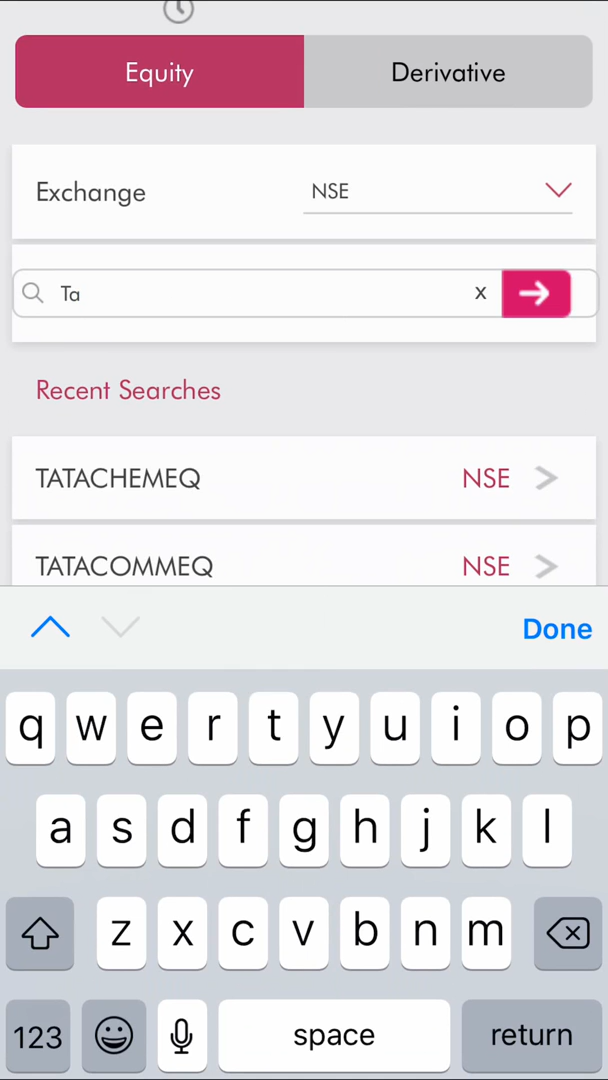 Equity Derivative
Exchange NSE
Ta x
Recent Searches
TATACHEMEQ NSE
TATACOMMEQ NSE
Done
q w e r t y u i o p
a s d f g h j k l
z x c v b n m
123 space return